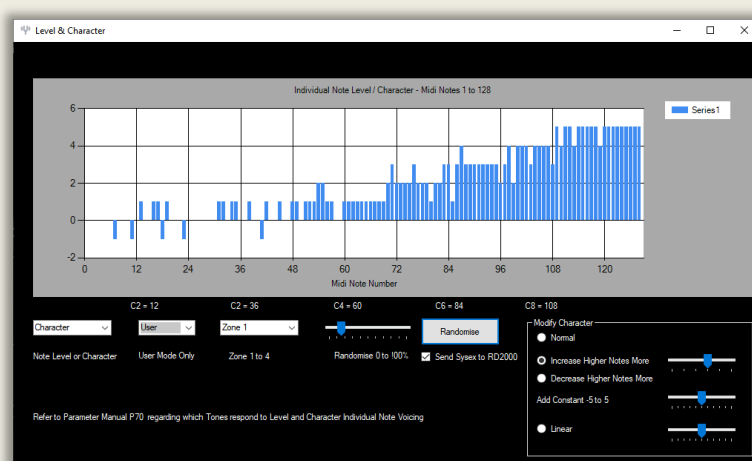 Level & Character
Individual Note Level / Character - Midi Notes 1 to 128
Series1
6
4
2
0
-2
0 12 24 36 48 60 72 84 96 108 120
Midi Note Number
C2 = 12 C2 = 36 C4 = 60 C6 = 84 C8 = 108
Character User Zone 1 Randomise
Note Level or Character User Mode Only Zone 1 to 4 Randomise 0 to !00% Send Sysex to RD2000
Modify Character
Normal
Increase Higher Notes More
Decrease Higher Notes More
Add Constant -5 to 5
Linear
Refer to Parameter Manual P70 regarding which Tones respond to Level and Character Individual Note Voicing